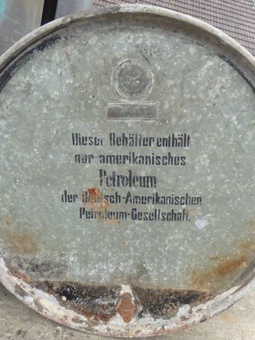 Dieser Behälter enthält
nur amerikanisches
Petroleum
der Deutsch-Amerikanischen
Petroleum-Gesellschaft.